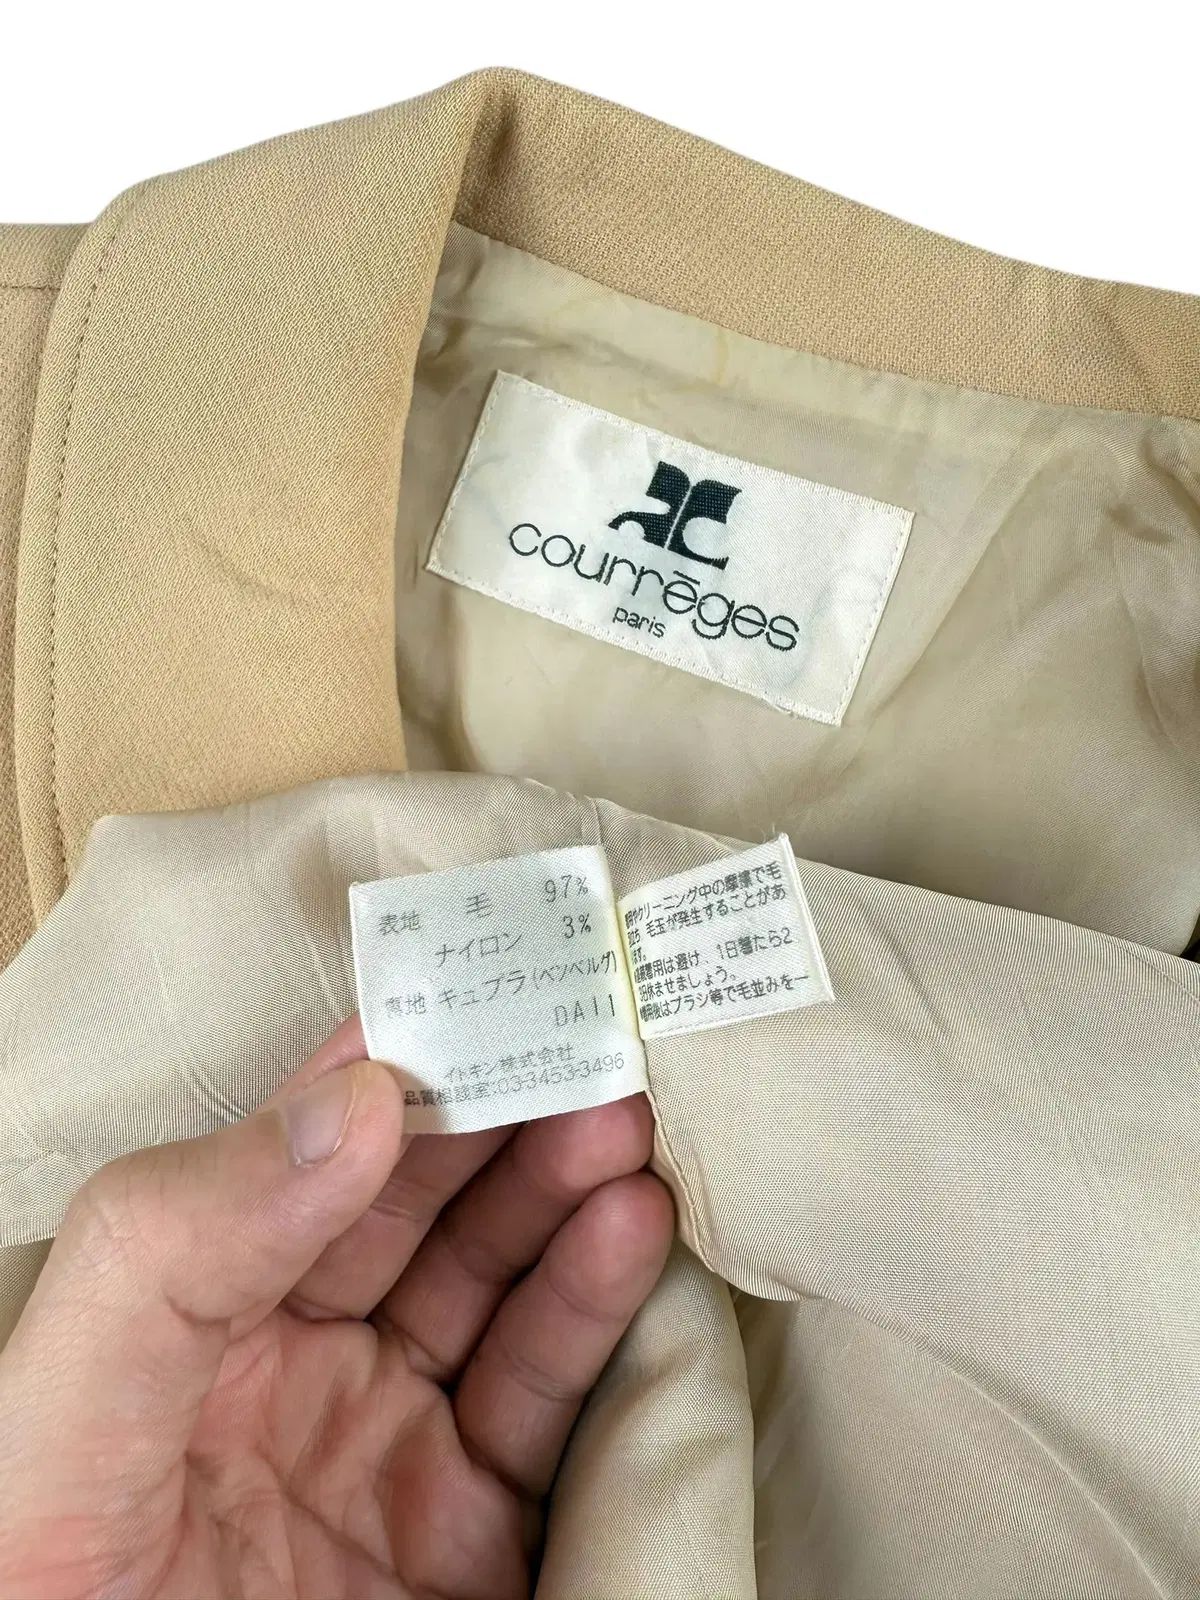 courrēges
paris
表地 毛 97%
ナイロン 3%
裏地 キュプラ(ベンベルグ)
DA11
イトキン株式会社
品質相談室:03-3453-3496
クリーニング中の摩擦で毛
毛玉が発生することがあ
ます。
着用は避け、1日着たら2
3日休ませましょう。
着用後はブラシ等で毛並みを一